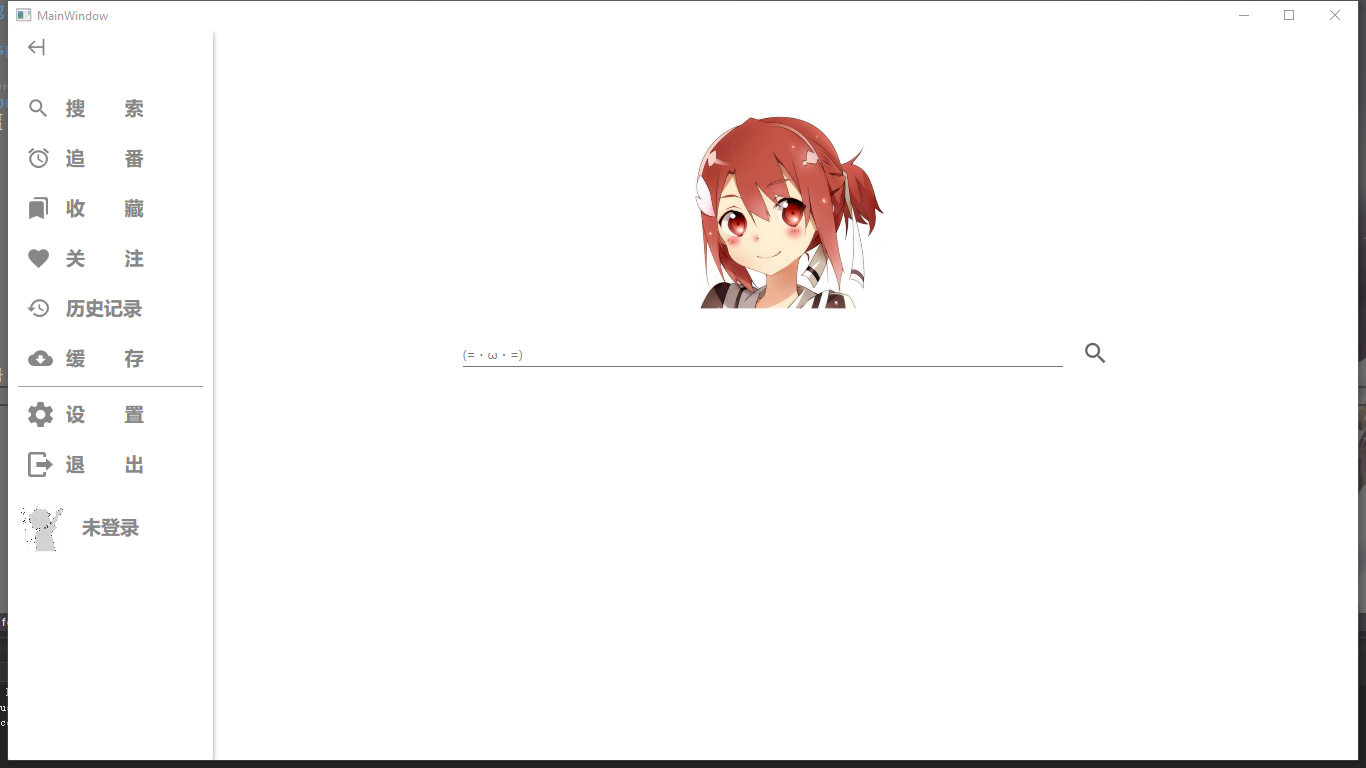 MainWindow
搜 索
追 番
收 藏
关 注
历史记录
缓 存
设 置
退 出
未登录
(=・ω・=)